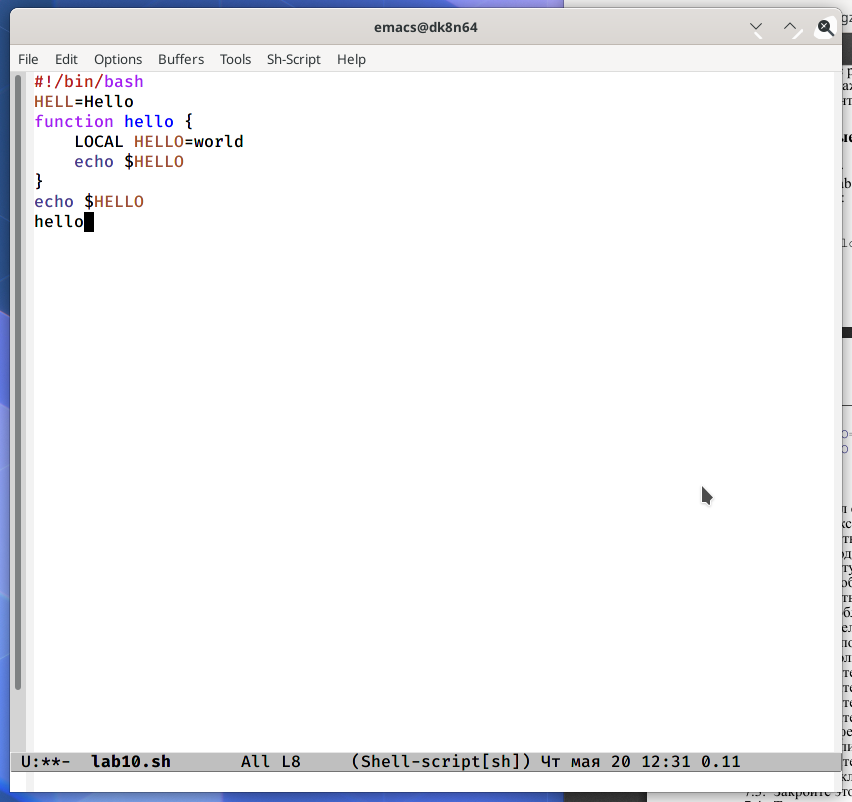 emacs@dk8n64
File Edit Options Buffers Tools Sh-Script Help
#!/bin/bash
HELL=Hello
function hello {
    LOCAL HELLO=world
    echo $HELLO
}
echo $HELLO
hello
U:**-  lab10.sh       All L8     (Shell-script[sh]) Чт мая 20 12:31 0.11